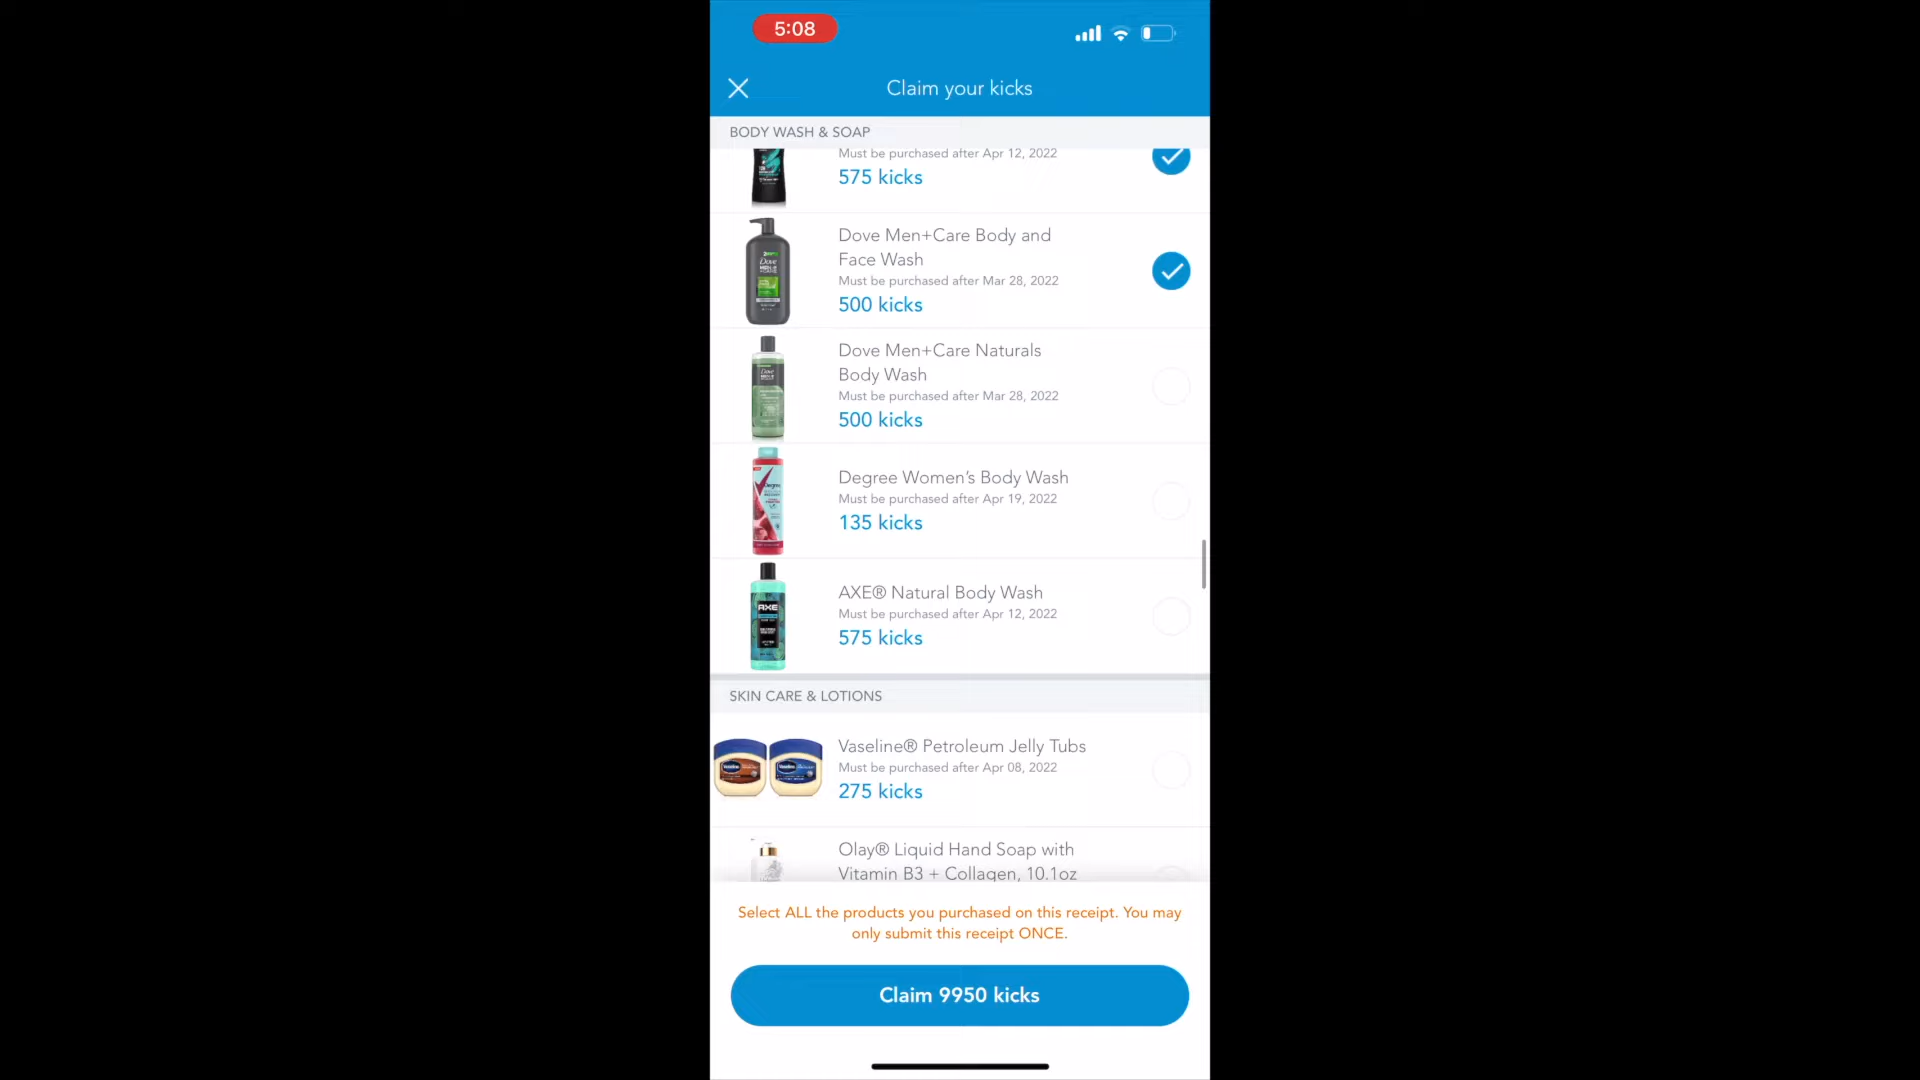 5:08
Claim your kicks
BODY WASH & SOAP
Must be purchased after Apr 12, 2022
575 kicks
Dove Men+Care Body and
Face Wash
Must be purchased after Mar 28, 2022
500 kicks
Dove Men+Care Naturals
Body Wash
Must be purchased after Mar 28, 2022
500 kicks
Degree Women's Body Wash
Must be purchased after Apr 19, 2022
135 kicks
AXE
AXE® Natural Body Wash
Must be purchased after Apr 12, 2022
575 kicks
SKIN CARE & LOTIONS
Vaseline® Petroleum Jelly Tubs
Must be purchased after Apr 08, 2022
275 kicks
Olay® Liquid Hand Soap with
Vitamin B3 + Collagen, 10.1oz
Select ALL the products you purchased on this receipt. You may
only submit this receipt ONCE.
Claim 9950 kicks